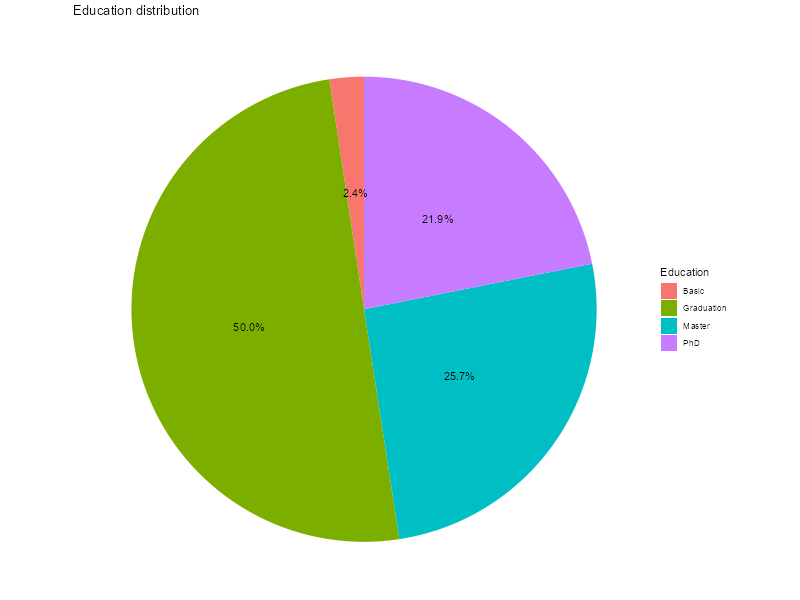 Education distribution
2.4%
21.9%
50.0%
25.7%
Education
Basic
Graduation
Master
PhD